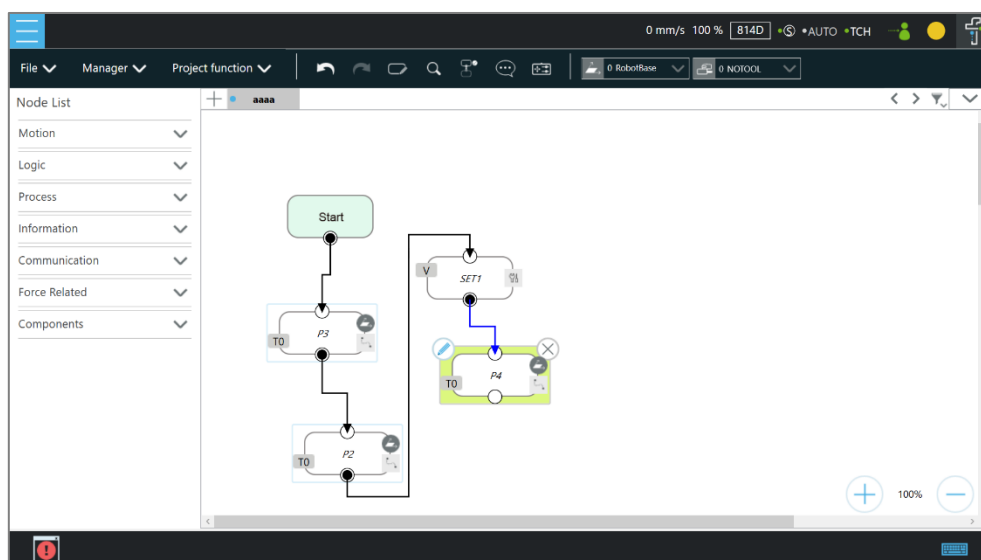 0 mm/s 100 % 814D S AUTO TCH
File Manager Project function 0 RobotBase 0 NOTOOL
Node List
aaaa
Motion
Logic
Process
Information
Communication
Force Related
Components
Start
V SET1
T0 P3
T0 P4
T0 P2
100%